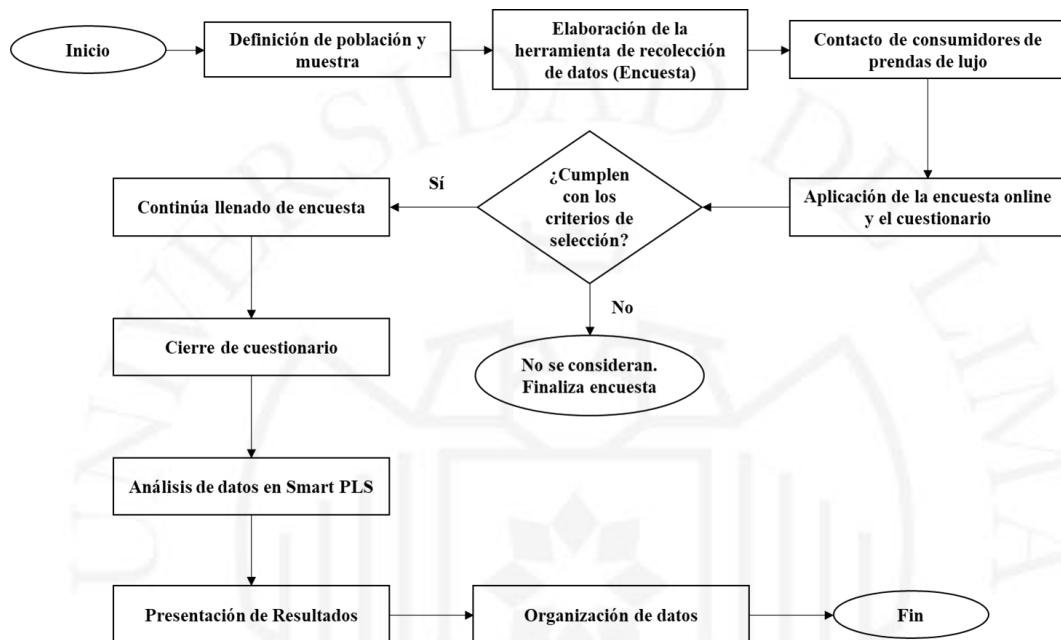 Inicio
Definición de población y
muestra
Elaboración de la
herramienta de recolección
de datos (Encuesta)
Contacto de consumidores de
prendas de lujo
Aplicación de la encuesta online
y el cuestionario
¿Cumplen
con los
criterios de
selección?
Sí
Continúa llenado de encuesta
No
No se consideran.
Finaliza encuesta
Cierre de cuestionario
Análisis de datos en Smart PLS
Presentación de Resultados
Organización de datos
Fin
UNIVERSIDAD DE LIMA